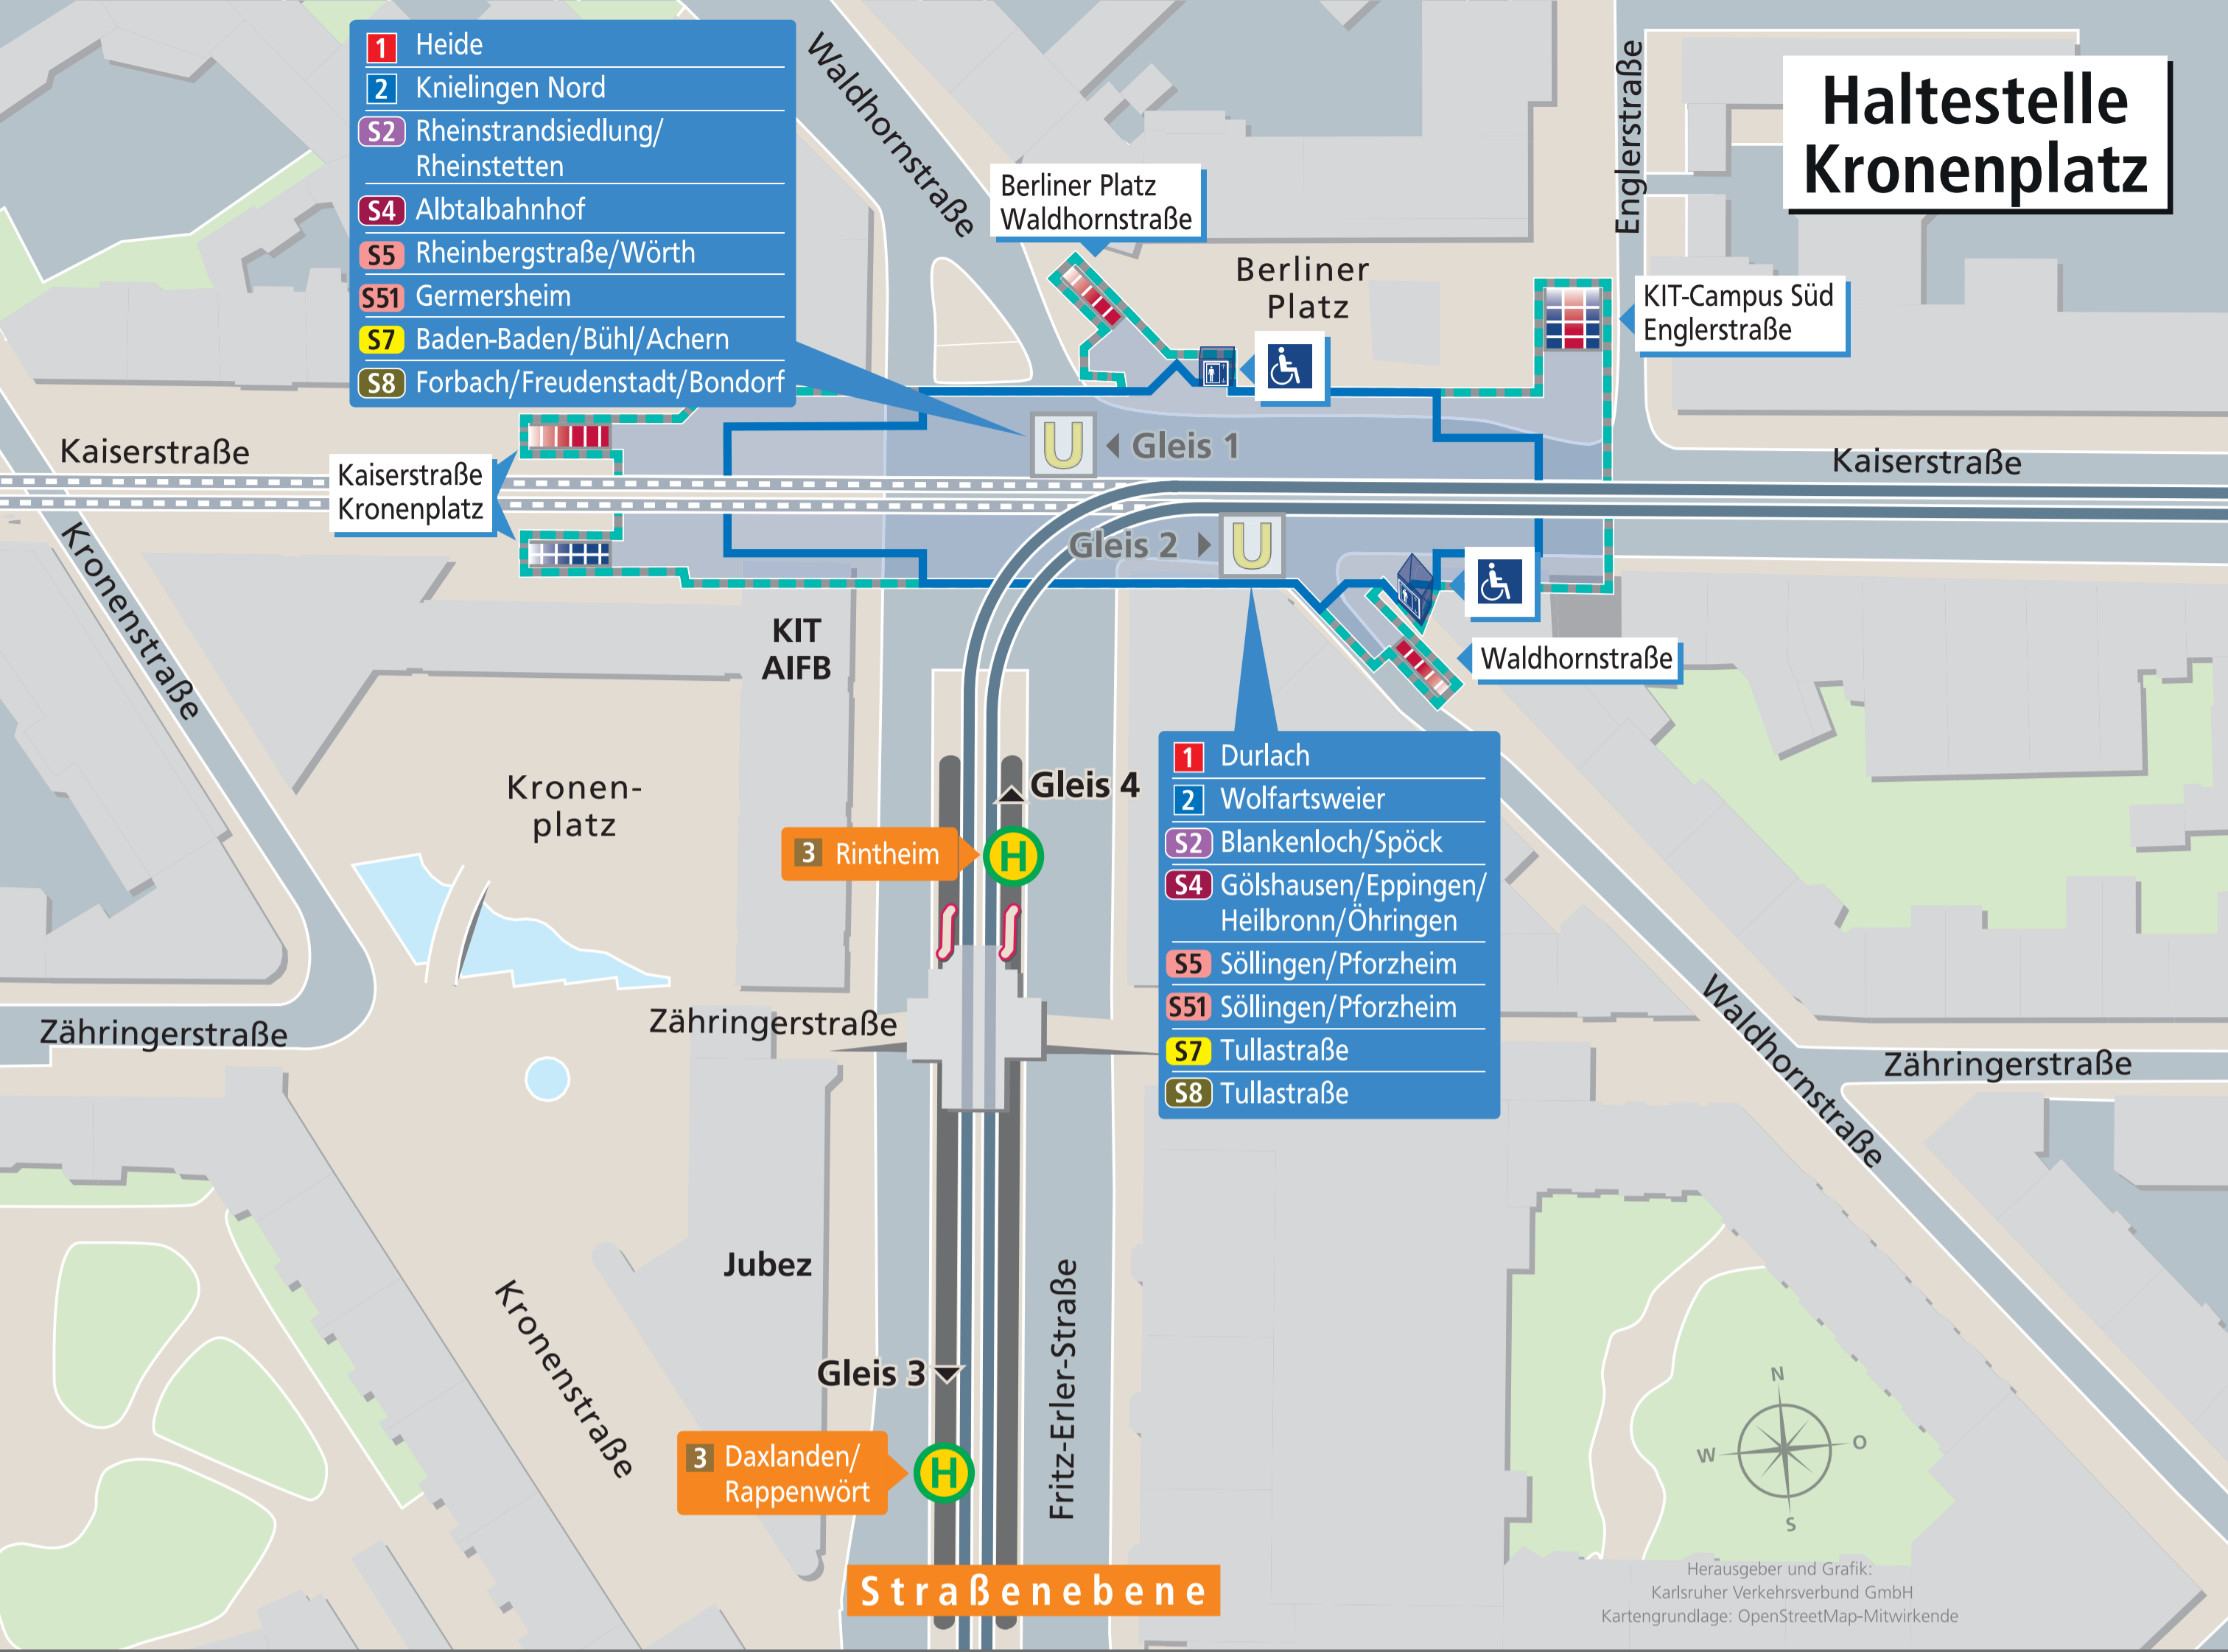 Haltestelle
Kronenplatz
1 Heide
2 Knielingen Nord
S2 Rheinstrandsiedlung/
Rheinstetten
S4 Albtalbahnhof
S5 Rheinbergstraße/Wörth
S51 Germersheim
S7 Baden-Baden/Bühl/Achern
S8 Forbach/Freudenstadt/Bondorf
Waldhornstraße
Englerstraße
Berliner Platz
Waldhornstraße
Berliner
Platz
KIT-Campus Süd
Englerstraße
Kaiserstraße
Kaiserstraße
Kronenplatz
U
Gleis 1
Kaiserstraße
Gleis 2
U
Kronenstraße
KIT
AIFB
Waldhornstraße
Kronen-
platz
Gleis 4
3 Rintheim
H
1 Durlach
2 Wolfartsweier
S2 Blankenloch/Spöck
S4 Gölshausen/Eppingen/
Heilbronn/Öhringen
S5 Söllingen/Pforzheim
S51 Söllingen/Pforzheim
S7 Tullastraße
S8 Tullastraße
Zähringerstraße
Zähringerstraße
Waldhornstraße
Zähringerstraße
Jubez
Kronenstraße
Gleis 3
Fritz-Erler-Straße
3 Daxlanden/
Rappenwört
H
N
W
O
S
Straßenebene
Herausgeber und Grafik:
Karlsruher Verkehrsverbund GmbH
Kartengrundlage: OpenStreetMap-Mitwirkende